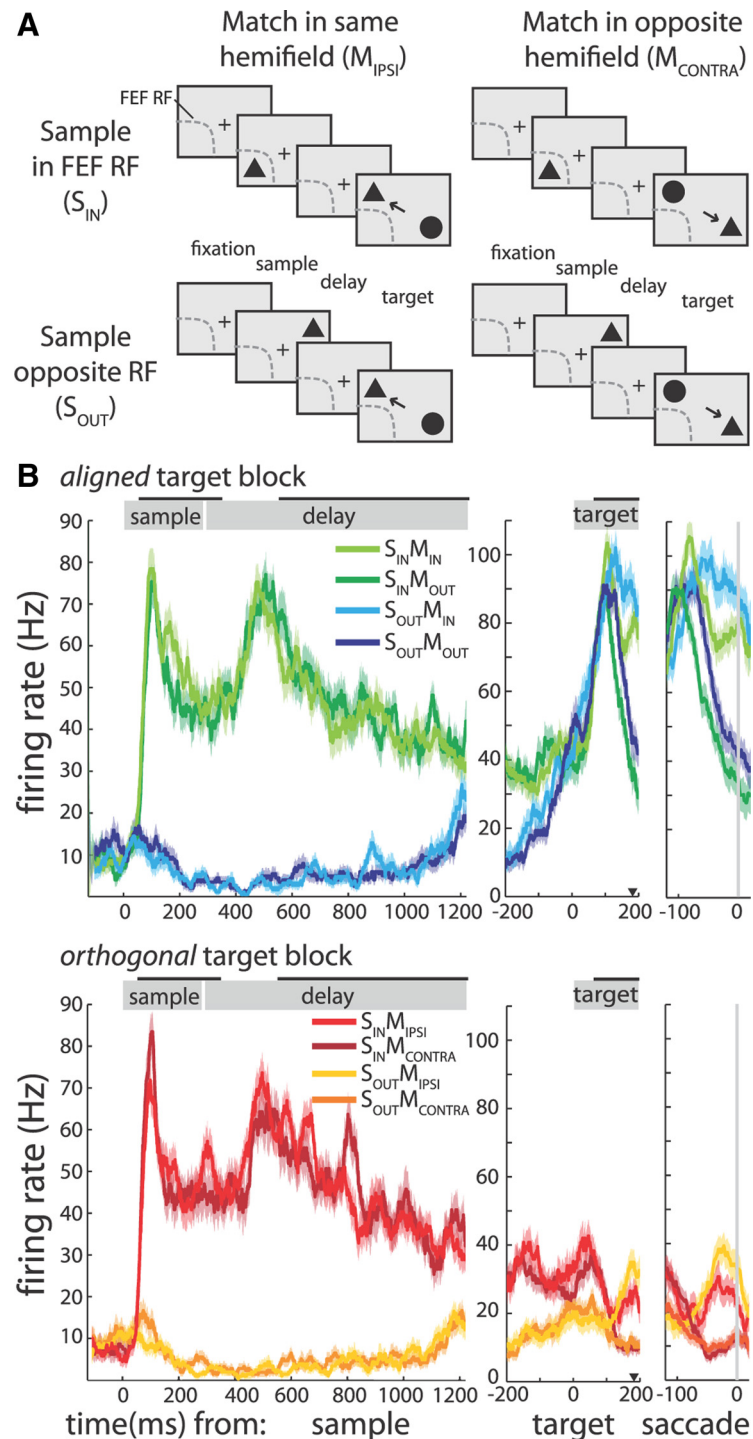 A
Match in same
hemifield (M_IPSI)
Match in opposite
hemifield (M_CONTRA)
FEF RF
Sample
in FEF RF
(S_IN)
fixation
sample
delay
target
fixation
sample
delay
target
Sample
opposite RF
(S_OUT)
B
aligned target block
sample
delay
target
S_IN M_IN
S_IN M_OUT
S_OUT M_IN
S_OUT M_OUT
firing rate (Hz)
90
80
70
60
50
40
30
20
10
0 200 400 600 800 1000 1200
100
80
60
40
20
0
-200 0 200
-100 0
orthogonal target block
sample
delay
target
S_IN M_IPSI
S_IN M_CONTRA
S_OUT M_IPSI
S_OUT M_CONTRA
firing rate (Hz)
90
80
70
60
50
40
30
20
10
0 200 400 600 800 1000 1200
100
80
60
40
20
0
-200 0 200
-100 0
time(ms) from: sample target saccade